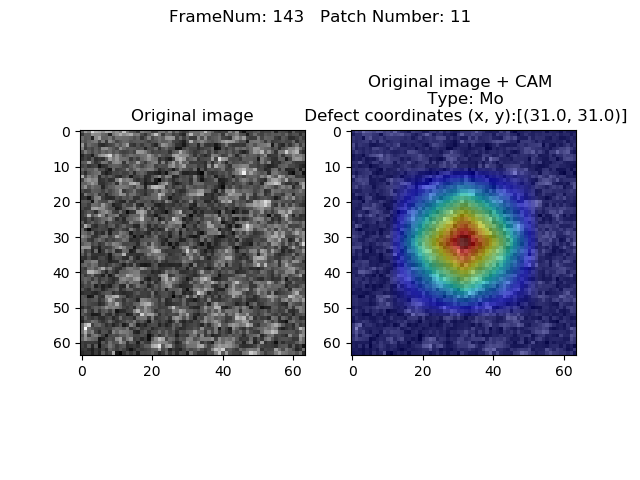 FrameNum: 143   Patch Number: 11
Original image
Original image + CAM
Type: Mo
Defect coordinates (x, y):[(31.0, 31.0)]
0
10
20
30
40
50
60
0 20 40 60
0
10
20
30
40
50
60
0 20 40 60